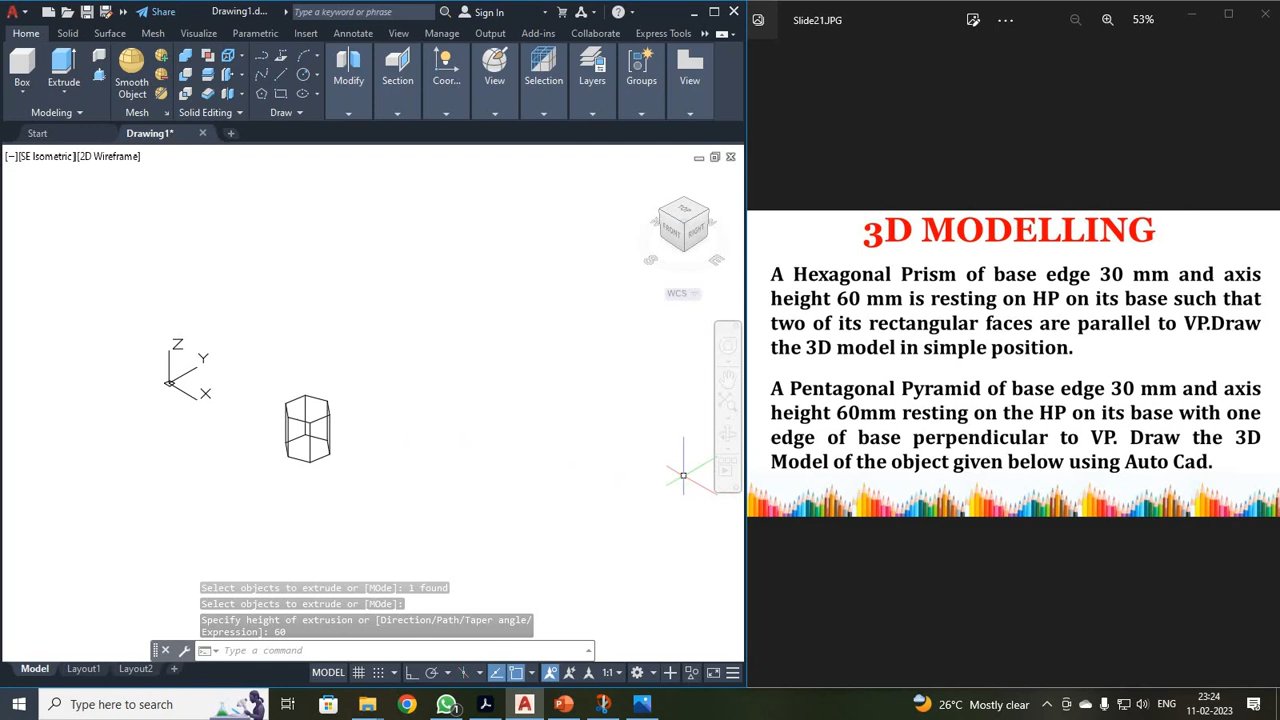 Share
Drawing1.d...
Type a keyword or phrase
Sign In
Home Solid Surface Mesh Visualize Parametric Insert Annotate View Manage Output Add-ins Collaborate Express Tools
Box
Extrude
Smooth
Object
Modify
Section
Coor...
View
Selection
Layers
Groups
View
Modeling
Mesh
Solid Editing
Draw
Start
Drawing1*
[−][SE Isometric][2D Wireframe]
TOP
FRONT
RIGHT
S
E
WCS
Z
Y
X
Select objects to extrude or [MOde]: 1 found
Select objects to extrude or [MOde]:
Specify height of extrusion or [Direction/Path/Taper angle/
Expression]: 60
Type a command
Model Layout1 Layout2
MODEL
1:1
Slide21.JPG
53%
3D MODELLING
A Hexagonal Prism of base edge 30 mm and axis
height 60 mm is resting on HP on its base such that
two of its rectangular faces are parallel to VP.Draw
the 3D model in simple position.
A Pentagonal Pyramid of base edge 30 mm and axis
height 60mm resting on the HP on its base with one
edge of base perpendicular to VP. Draw the 3D
Model of the object given below using Auto Cad.
Type here to search
26°C Mostly clear
23:24
11-02-2023